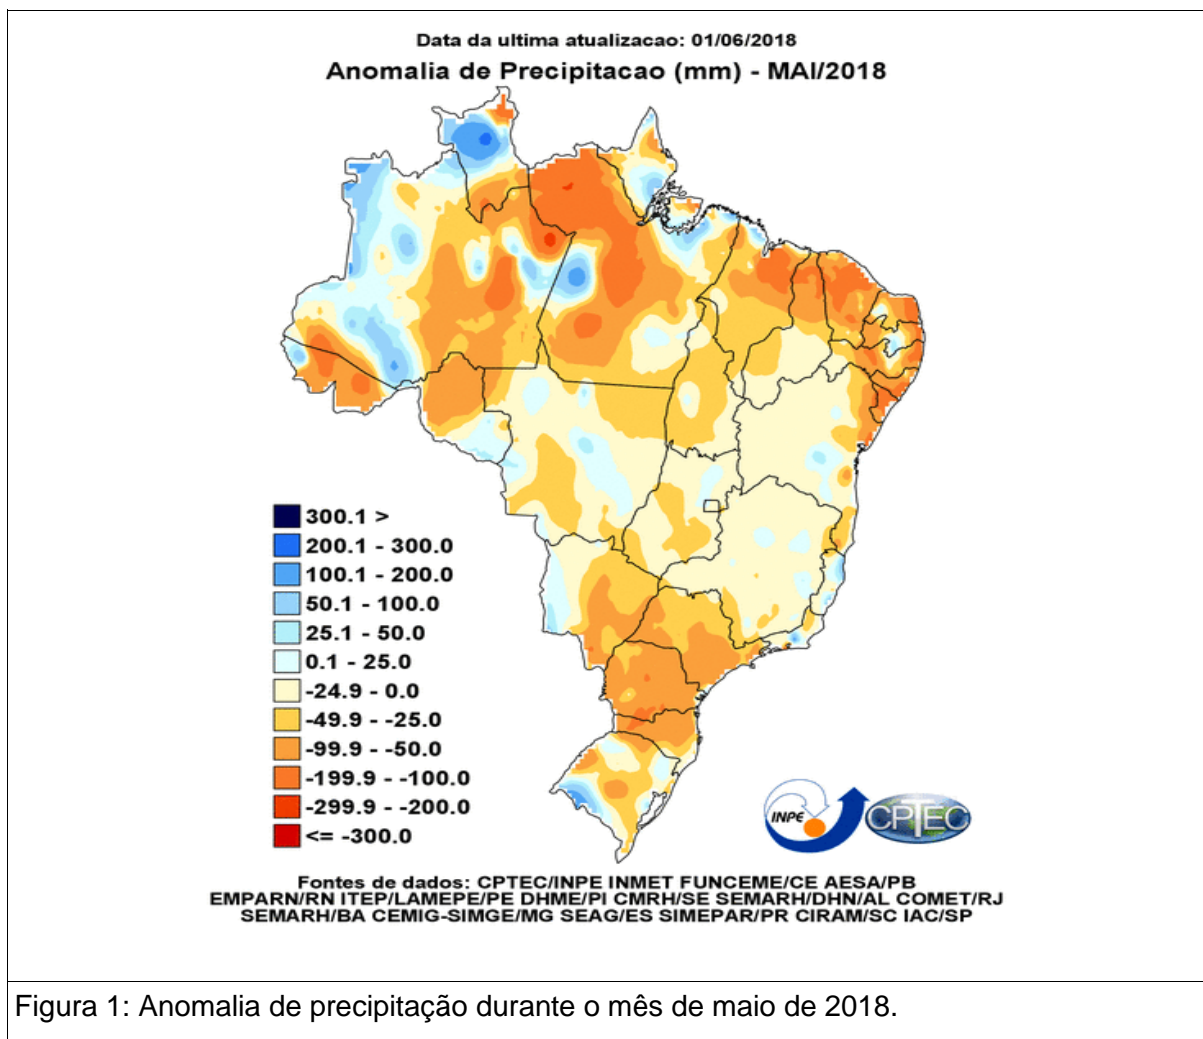 Data da ultima atualizacao: 01/06/2018
Anomalia de Precipitacao (mm) - MAI/2018
300.1 >
200.1 - 300.0
100.1 - 200.0
50.1 - 100.0
25.1 - 50.0
0.1 - 25.0
-24.9 - 0.0
-49.9 - -25.0
-99.9 - -50.0
-199.9 - -100.0
-299.9 - -200.0
<= -300.0
INPE
CPTEC
Fontes de dados: CPTEC/INPE INMET FUNCEME/CE AESA/PB
EMPARN/RN ITEP/LAMEPE/PE DHME/PI CMRH/SE SEMARH/DHN/AL COMET/RJ
SEMARH/BA CEMIG-SIMGE/MG SEAG/ES SIMEPAR/PR CIRAM/SC IAC/SP
Figura 1: Anomalia de precipitação durante o mês de maio de 2018.